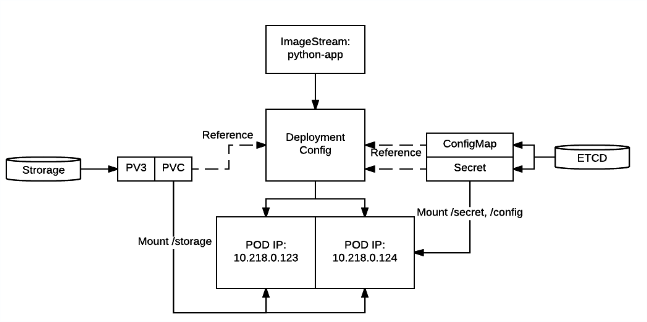 ImageStream:
python-app
Deployment
Config
Reference
Reference
ConfigMap
Secret
ETCD
Strorage
PV3
PVC
Mount /secret, /config
Mount /storage
POD IP:
10.218.0.123
POD IP:
10.218.0.124